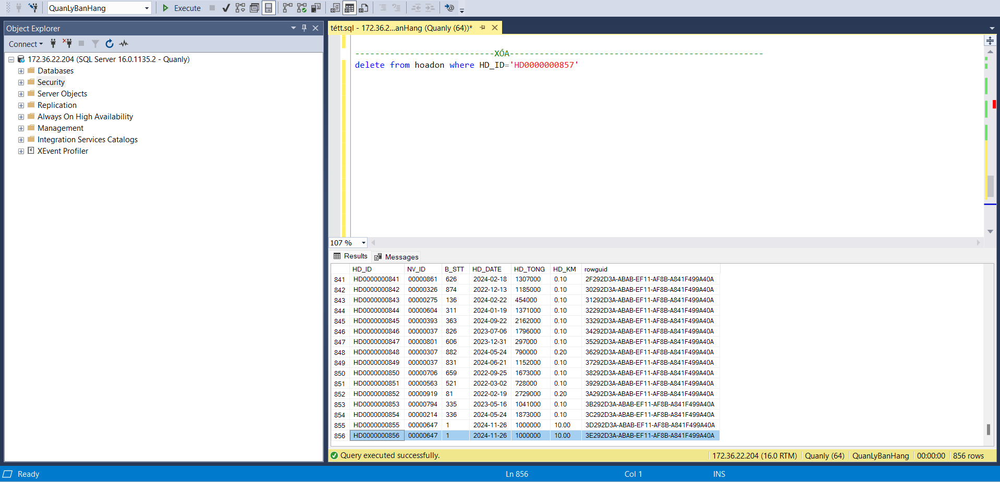 QuanLyBanHang
Execute
Object Explorer
Connect
172.36.22.204 (SQL Server 16.0.1135.2 - Quanly)
Databases
Security
Server Objects
Replication
Always On High Availability
Management
Integration Services Catalogs
XEvent Profiler
tétt.sql - 172.36.2...anHang (Quanly (64))*
----------------------------XÓA---------------------------------------------------
delete from hoadon where HD_ID='HD0000000857'
107 %
Results Messages
HD_ID NV_ID B_STT HD_DATE HD_TONG HD_KM rowguid
841 HD0000000841 00000861 626 2024-02-18 1307000 0.10 2F292D3A-ABAB-EF11-AF8B-A841F499A40A
842 HD0000000842 00000326 874 2022-12-13 1185000 0.10 30292D3A-ABAB-EF11-AF8B-A841F499A40A
843 HD0000000843 00000275 136 2024-02-22 454000 0.10 31292D3A-ABAB-EF11-AF8B-A841F499A40A
844 HD0000000844 00000604 311 2024-01-19 1371000 0.10 32292D3A-ABAB-EF11-AF8B-A841F499A40A
845 HD0000000845 00000393 363 2024-09-22 2162000 0.10 33292D3A-ABAB-EF11-AF8B-A841F499A40A
846 HD0000000846 00000037 826 2023-07-06 1796000 0.10 34292D3A-ABAB-EF11-AF8B-A841F499A40A
847 HD0000000847 00000801 606 2023-12-31 297000 0.10 35292D3A-ABAB-EF11-AF8B-A841F499A40A
848 HD0000000848 00000307 882 2024-05-24 790000 0.20 36292D3A-ABAB-EF11-AF8B-A841F499A40A
849 HD0000000849 00000037 831 2024-06-21 1152000 0.10 37292D3A-ABAB-EF11-AF8B-A841F499A40A
850 HD0000000850 00000706 659 2022-09-25 1673000 0.10 38292D3A-ABAB-EF11-AF8B-A841F499A40A
851 HD0000000851 00000563 521 2022-03-02 728000 0.10 39292D3A-ABAB-EF11-AF8B-A841F499A40A
852 HD0000000852 00000919 81 2022-02-19 2729000 0.20 3A292D3A-ABAB-EF11-AF8B-A841F499A40A
853 HD0000000853 00000794 335 2023-05-16 1041000 0.10 3B292D3A-ABAB-EF11-AF8B-A841F499A40A
854 HD0000000854 00000214 336 2024-05-24 1873000 0.10 3C292D3A-ABAB-EF11-AF8B-A841F499A40A
855 HD0000000855 00000647 1 2024-11-26 1000000 10.00 3D292D3A-ABAB-EF11-AF8B-A841F499A40A
856 HD0000000856 00000647 1 2024-11-26 1000000 10.00 3E292D3A-ABAB-EF11-AF8B-A841F499A40A
Query executed successfully. 172.36.22.204 (16.0 RTM) Quanly (64) QuanLyBanHang 00:00:00 856 rows
Ready Ln 856 Col 1 INS